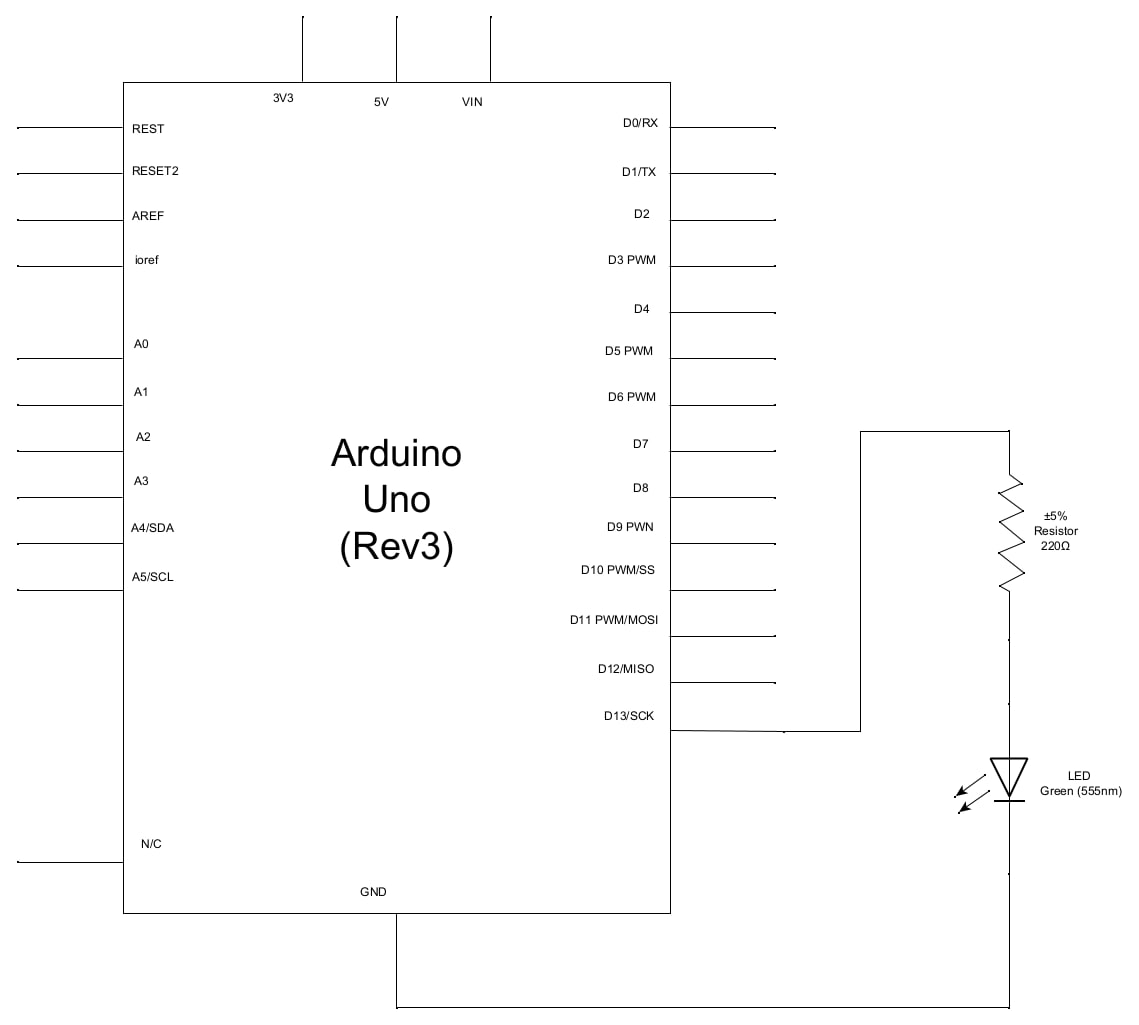 3V3
5V
VIN
REST
RESET2
AREF
ioref
A0
A1
A2
A3
A4/SDA
A5/SCL
N/C
GND
Arduino
Uno
(Rev3)
D0/RX
D1/TX
D2
D3 PWM
D4
D5 PWM
D6 PWM
D7
D8
D9 PWN
D10 PWM/SS
D11 PWM/MOSI
D12/MISO
D13/SCK
±5%
Resistor
220Ω
LED
Green (555nm)